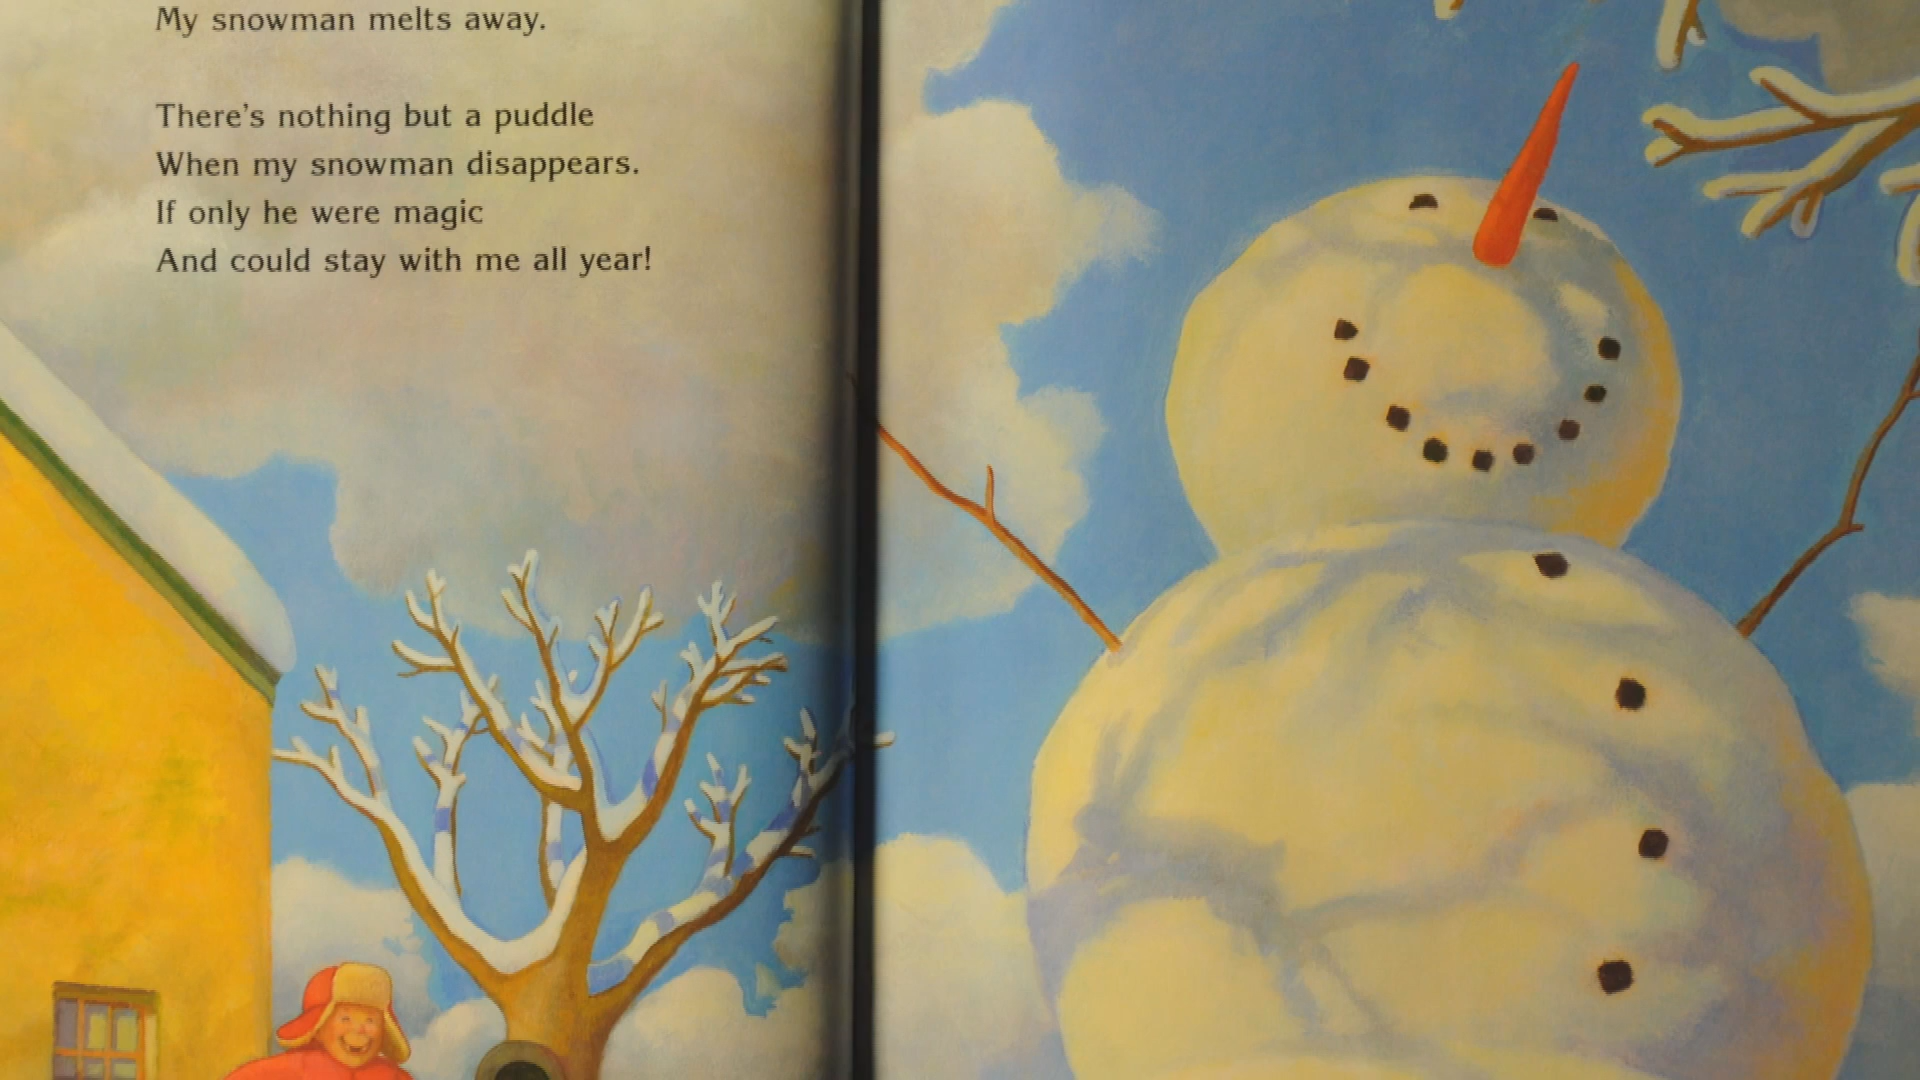 My snowman melts away.
There's nothing but a puddle
When my snowman disappears.
If only he were magic
And could stay with me all year!